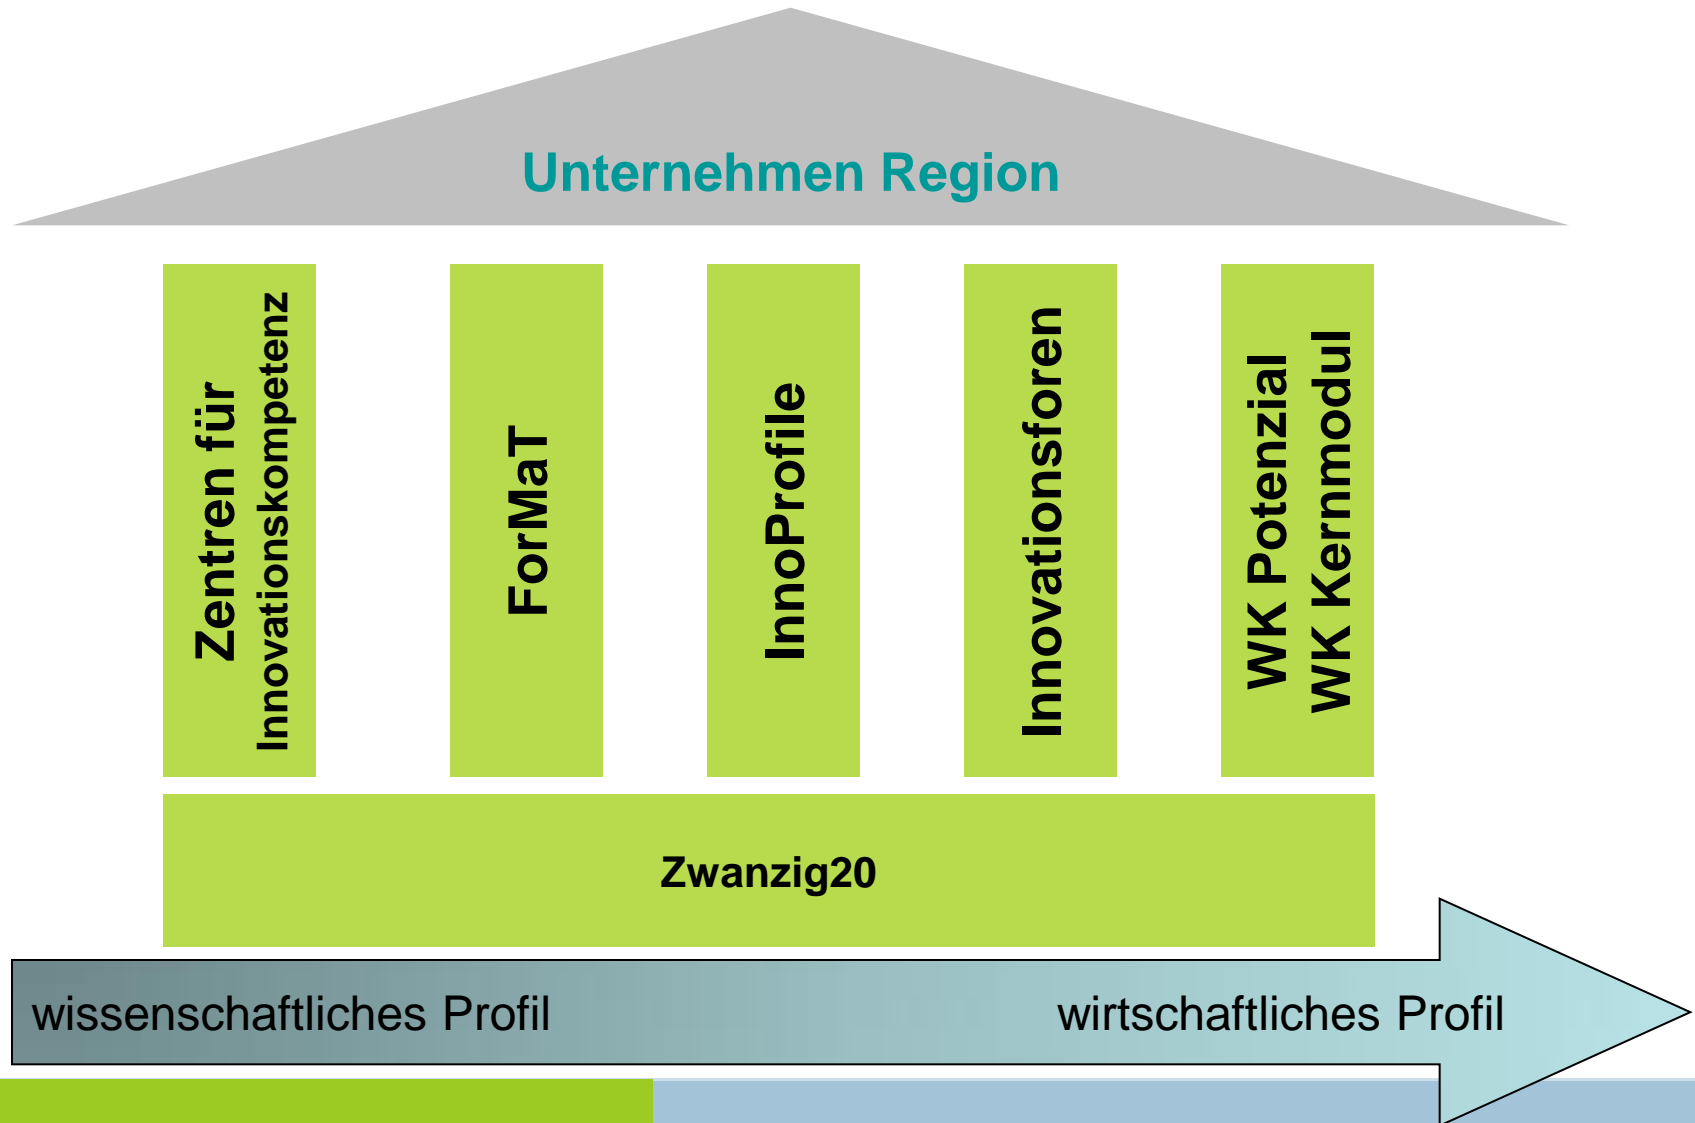 Unternehmen Region
Zentren für
Innovationskompetenz
ForMaT
InnoProfile
Innovationsforen
WK Potenzial
WK Kernmodul
Zwanzig20
wissenschaftliches Profil
wirtschaftliches Profil